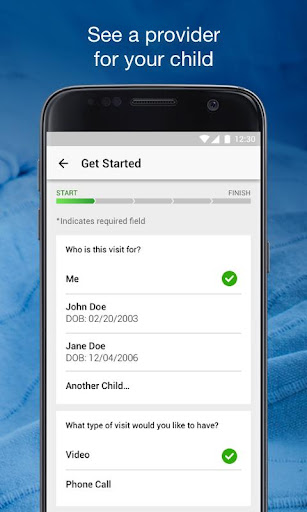 See a provider
for your child
12:30
Get Started
START FINISH
*Indicates required field
Who is this visit for?
Me
John Doe
DOB: 02/20/2003
Jane Doe
DOB: 12/04/2006
Another Child...
What type of visit would you like to have?
Video
Phone Call